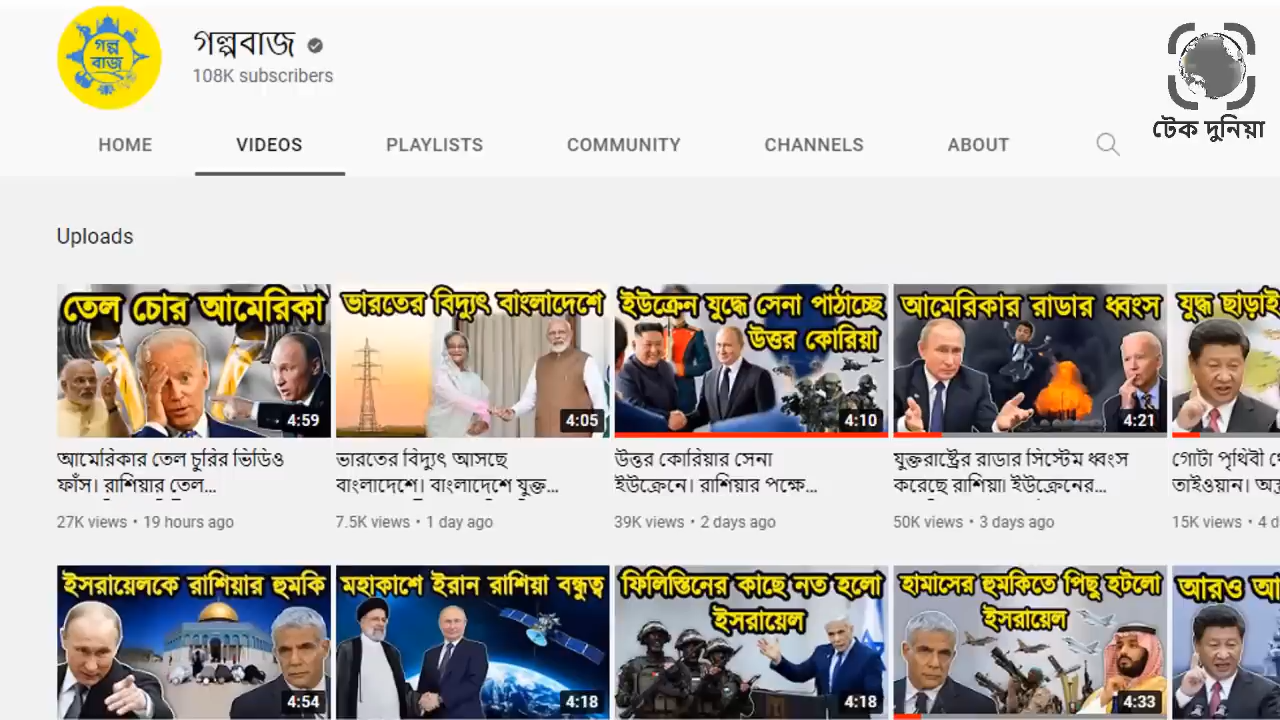 গল্প
বাজ
গল্পবাজ
108K subscribers
টেক দুনিয়া
HOME
VIDEOS
PLAYLISTS
COMMUNITY
CHANNELS
ABOUT
Uploads
তেল চোর আমেরিকা
4:59
ভারতের বিদ্যুৎ বাংলাদেশে
4:05
ইউক্রেন যুদ্ধে সেনা পাঠাচ্ছে
উত্তর কোরিয়া
4:10
আমেরিকার রাডার ধ্বংস
4:21
যুদ্ধ ছাড়াই
আমেরিকার তেল চুরির ভিডিও
ফাঁস। রাশিয়ার তেল...
27K views • 19 hours ago
ভারতের বিদ্যুৎ আসছে
বাংলাদেশে। বাংলাদেশে যুক্ত...
7.5K views • 1 day ago
উত্তর কোরিয়ার সেনা
ইউক্রেনে। রাশিয়ার পক্ষে...
39K views • 2 days ago
যুক্তরাষ্ট্রের রাডার সিস্টেম ধ্বংস
করেছে রাশিয়া৷ ইউক্রেনের...
50K views • 3 days ago
গোটা পৃথিবী
তাইওয়ান।
15K views • 4 d
ইসরায়েলকে রাশিয়ার হুমকি
4:54
মহাকাশে ইরান রাশিয়া বন্ধুত্ব
4:18
ফিলিস্তিনের কাছে নত হলো
ইসরায়েল
4:18
হামাসের হুমকিতে পিছু হটলো
ইসরায়েল
4:33
আরও